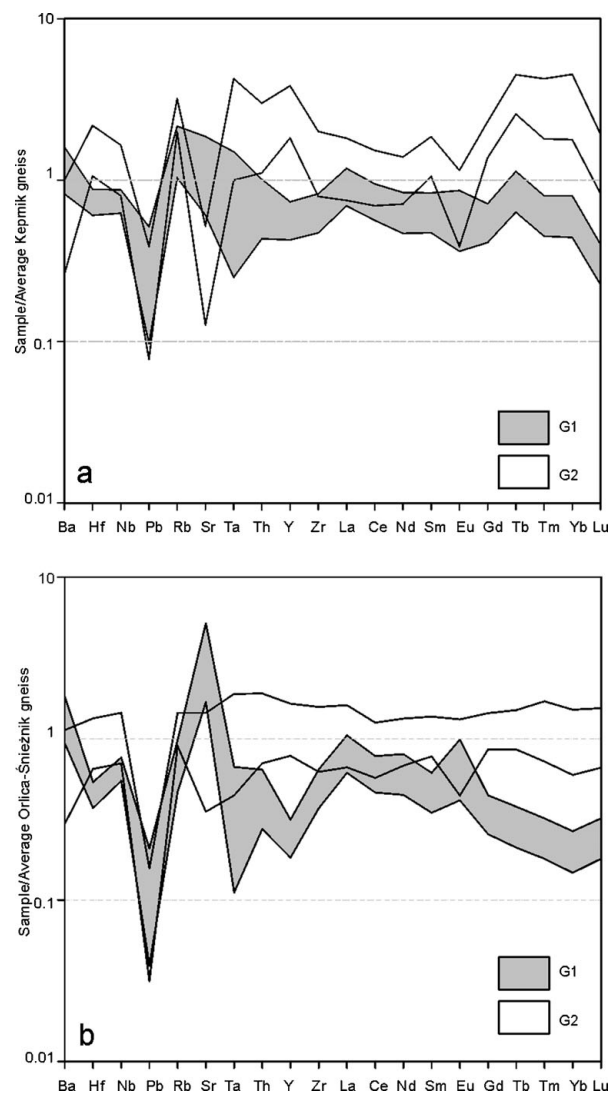 10
1
0.1
0.01
Sample/Average Kepmik gneiss
a
G1
G2
Ba Hf Nb Pb Rb Sr Ta Th Y Zr La Ce Nd Sm Eu Gd Tb Tm Yb Lu
10
1
0.1
0.01
Sample/Average Orlica-Śnieżnik gneiss
b
G1
G2
Ba Hf Nb Pb Rb Sr Ta Th Y Zr La Ce Nd Sm Eu Gd Tb Tm Yb Lu